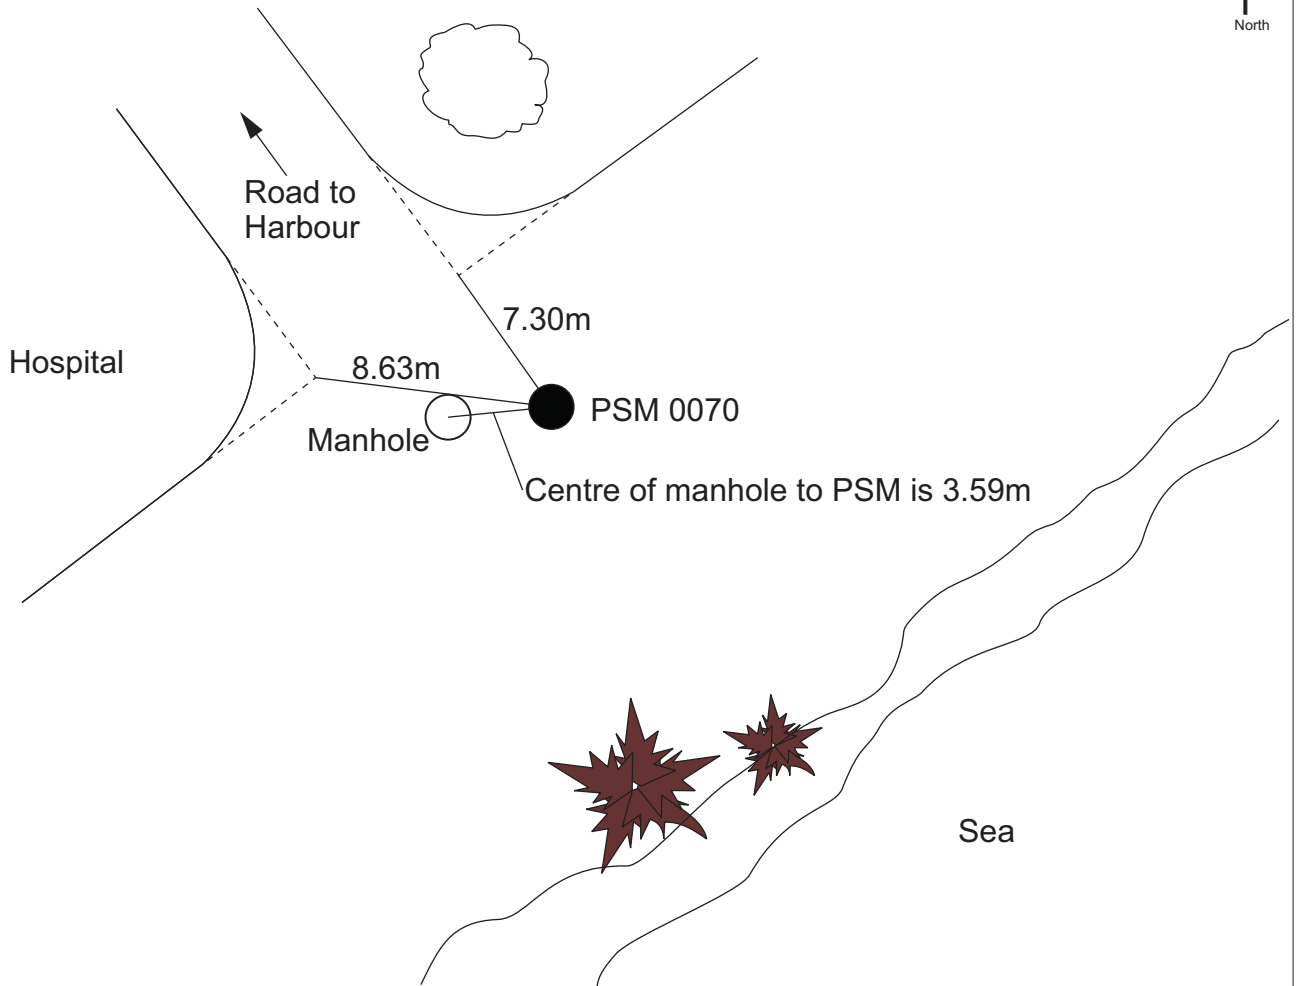 North
Road to
Harbour
7.30m
Hospital
8.63m
PSM 0070
Manhole
Centre of manhole to PSM is 3.59m
Sea